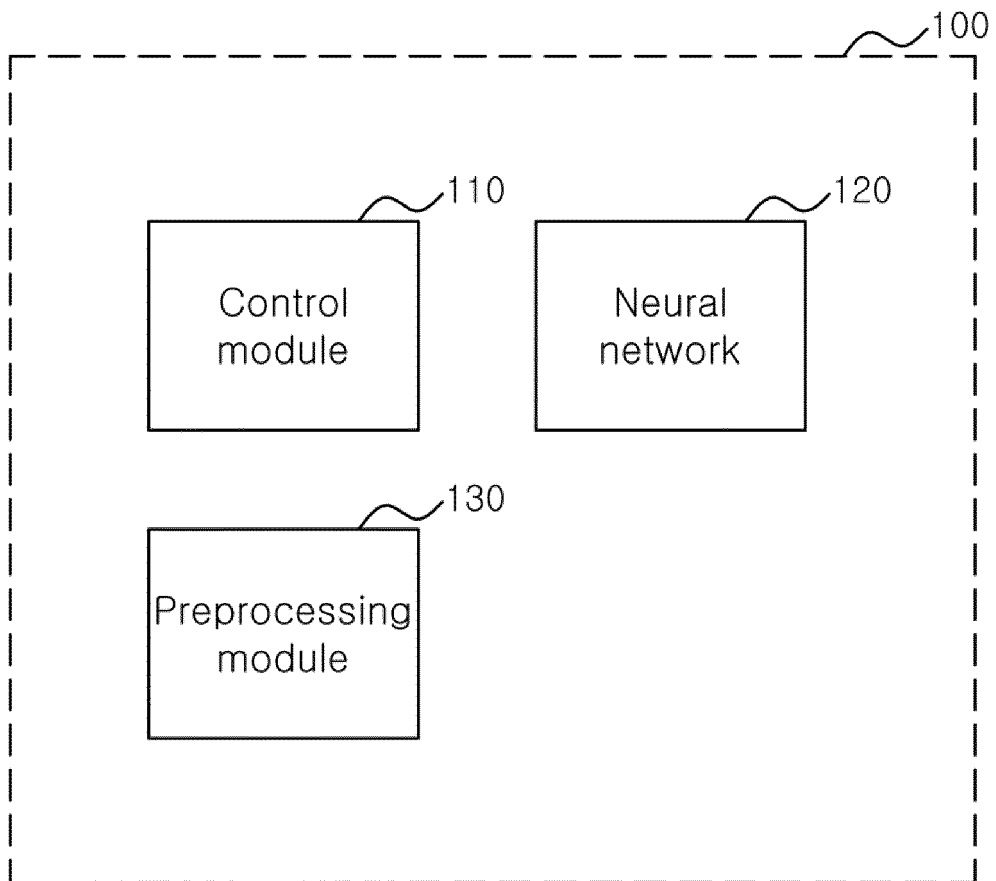 100
110
120
Control
module
Neural
network
130
Preprocessing
module